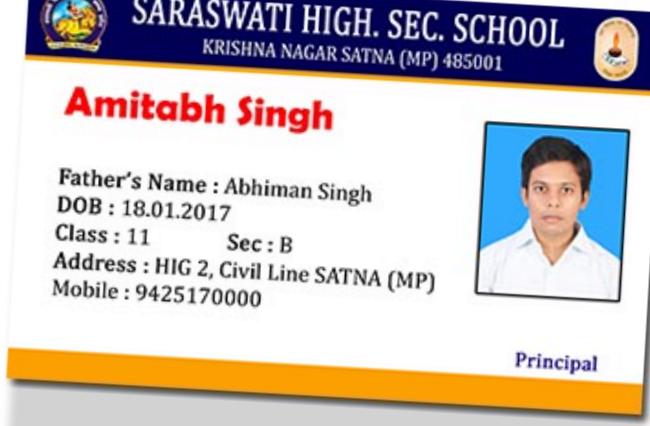 SARASWATI HIGH. SEC. SCHOOL
KRISHNA NAGAR SATNA (MP) 485001
Amitabh Singh
Father's Name : Abhiman Singh
DOB : 18.01.2017
Class : 11 Sec : B
Address : HIG 2, Civil Line SATNA (MP)
Mobile : 9425170000
Principal